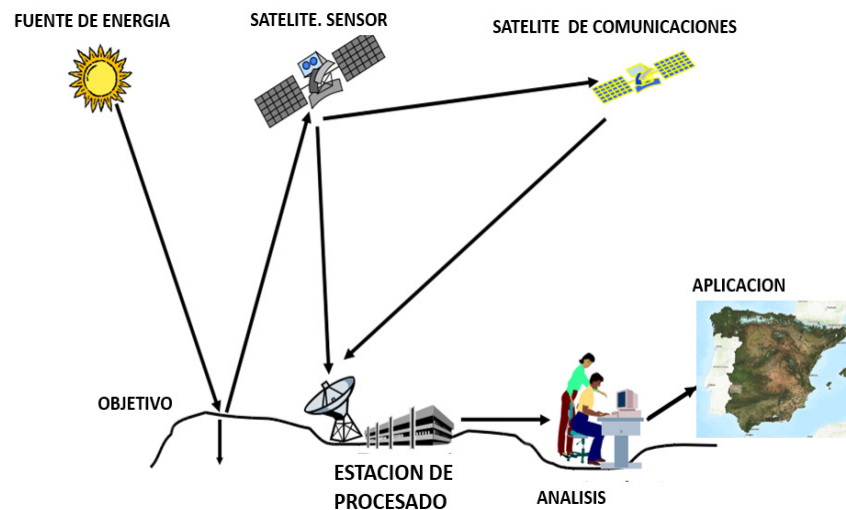 FUENTE DE ENERGIA
SATELITE. SENSOR
SATELITE DE COMUNICACIONES
APLICACION
OBJETIVO
ESTACION DE
PROCESADO
ANALISIS